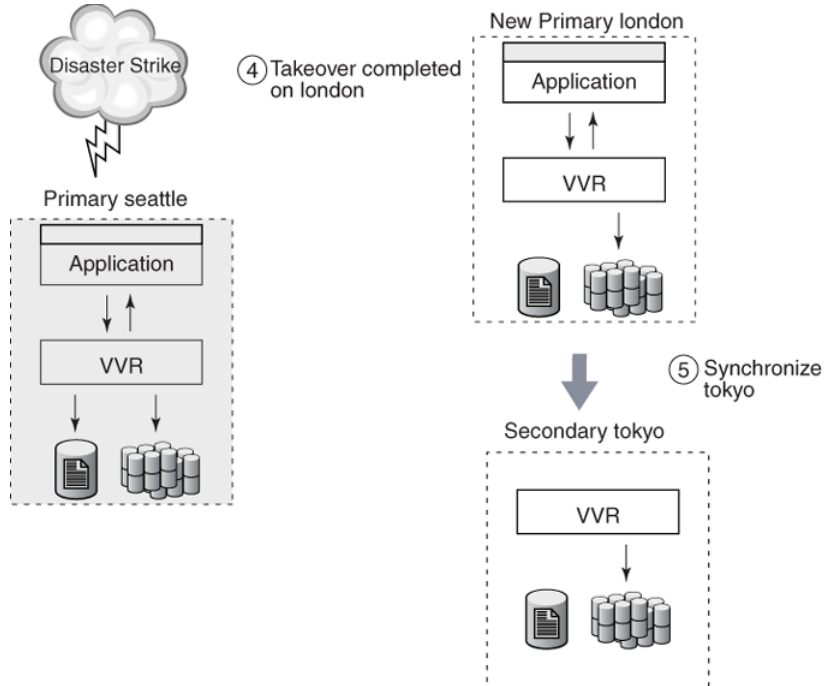 Disaster Strike
④ Takeover completed
on london
New Primary london
Application
VVR
Primary seattle
Application
VVR
⑤ Synchronize
tokyo
Secondary tokyo
VVR